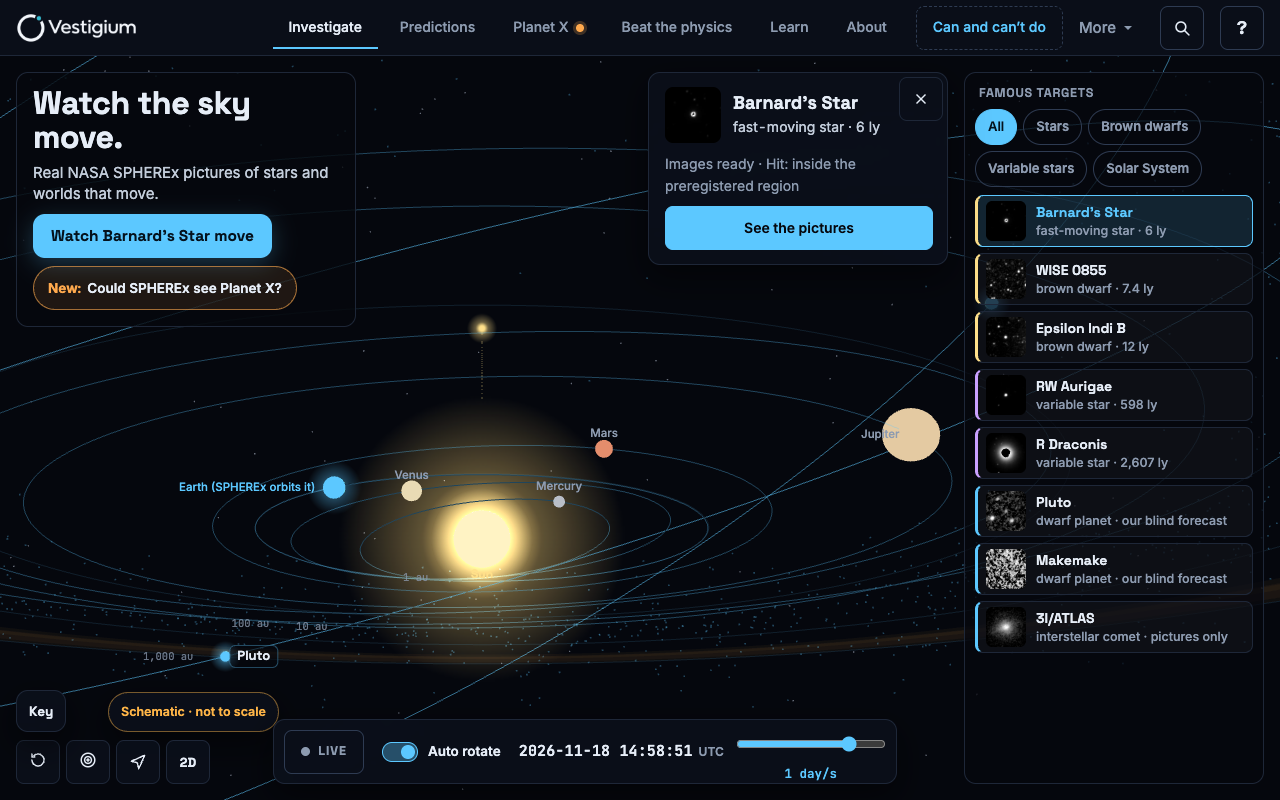 Vestigium
Investigate
Predictions
Planet X
Beat the physics
Learn
About
Can and can't do
More
?
Watch the sky
move.
Real NASA SPHEREx pictures of stars and
worlds that move.
Watch Barnard's Star move
New: Could SPHEREx see Planet X?
Barnard's Star
fast-moving star · 6 ly
Images ready · Hit: inside the
preregistered region
See the pictures
FAMOUS TARGETS
All
Stars
Brown dwarfs
Variable stars
Solar System
Barnard's Star
fast-moving star · 6 ly
WISE 0855
brown dwarf · 7.4 ly
Epsilon Indi B
brown dwarf · 12 ly
RW Aurigae
variable star · 598 ly
R Draconis
variable star · 2,607 ly
Pluto
dwarf planet · our blind forecast
Makemake
dwarf planet · our blind forecast
3I/ATLAS
interstellar comet · pictures only
Mars
Jupiter
Venus
Earth (SPHEREx orbits it)
Mercury
1 au
100 au
10 au
1,000 au
Pluto
Key
Schematic · not to scale
2D
LIVE
Auto rotate
2026-11-18 14:58:51 UTC
1 day/s